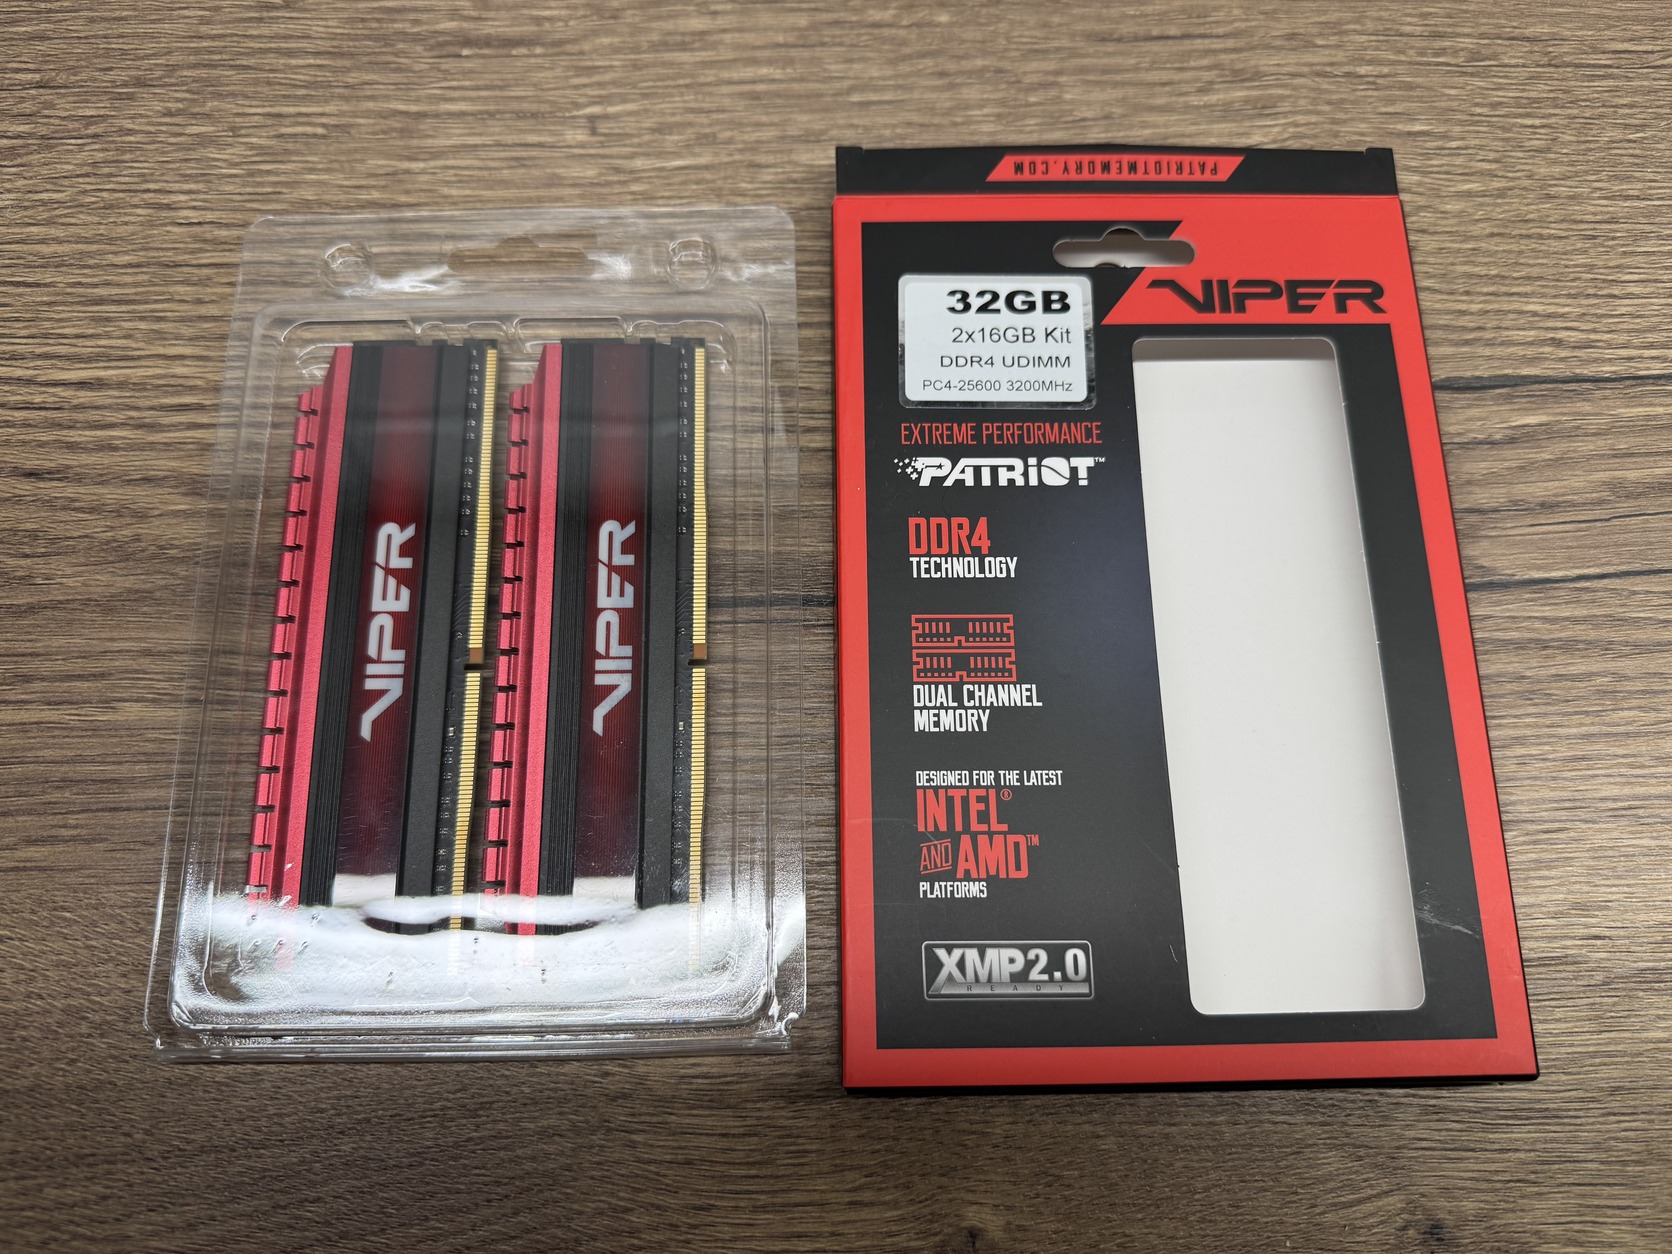 VIPER
VIPER
PATRIOTMEMORY.COM
VIPER
32GB
2x16GB Kit
DDR4 UDIMM
PC4-25600 3200MHz
EXTREME PERFORMANCE
PATRiOT™
DDR4
TECHNOLOGY
DUAL CHANNEL
MEMORY
DESIGNED FOR THE LATEST
INTEL®
AND AMD™
PLATFORMS
XMP2.0
READY